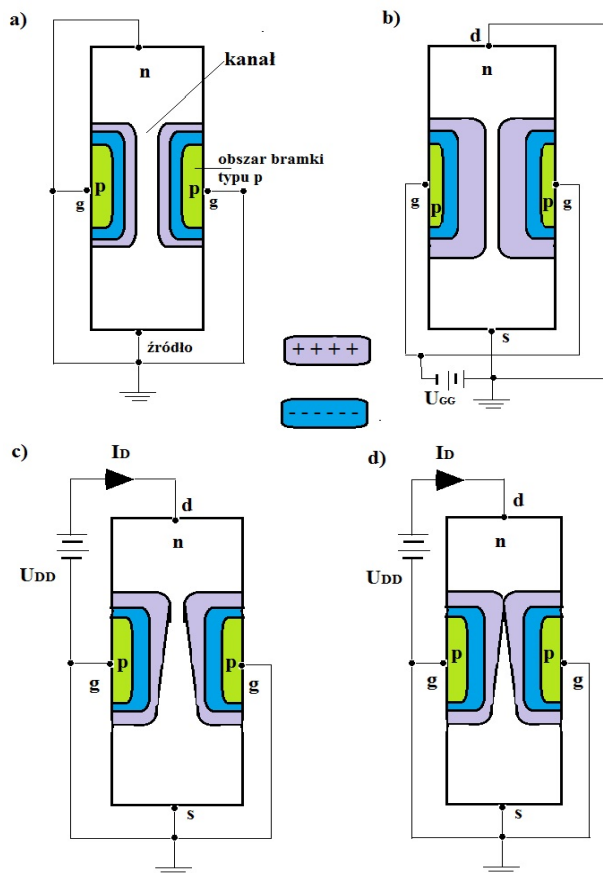 a)
n
kanał
obszar bramki
typu p
p
p
g
g
źródło
b)
d
n
g
p
p
g
s
UGG
+ + + +
- - - - - -
c)
ID
d
n
UDD
p
p
g
g
s
d)
ID
d
n
UDD
p
p
g
g
s